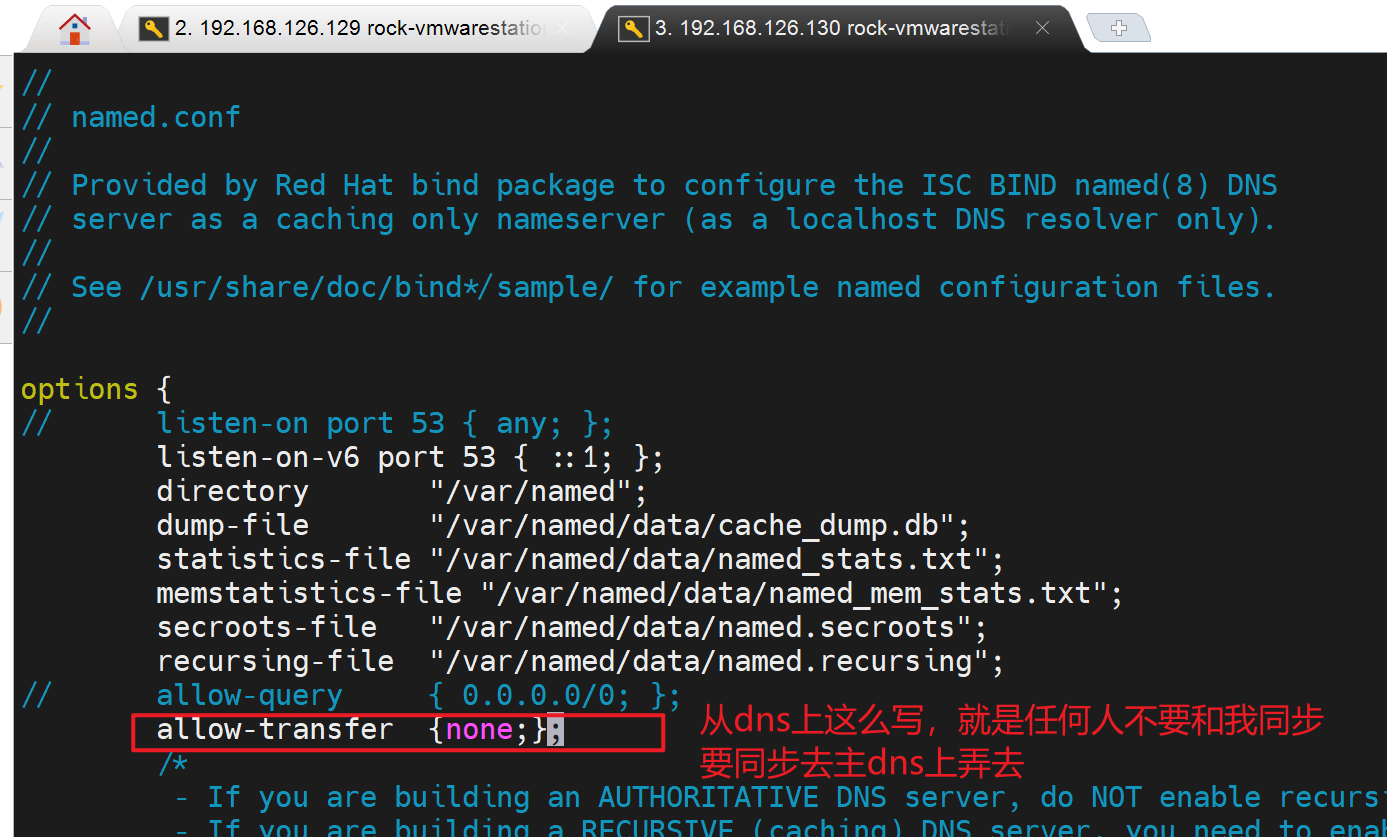 2. 192.168.126.129 rock-vmwarestatio
3. 192.168.126.130 rock-vmwarestati
//
// named.conf
//
// Provided by Red Hat bind package to configure the ISC BIND named(8) DNS
// server as a caching only nameserver (as a localhost DNS resolver only).
//
// See /usr/share/doc/bind*/sample/ for example named configuration files.
//
options {
//      listen-on port 53 { any; };
        listen-on-v6 port 53 { ::1; };
        directory       "/var/named";
        dump-file       "/var/named/data/cache_dump.db";
        statistics-file "/var/named/data/named_stats.txt";
        memstatistics-file "/var/named/data/named_mem_stats.txt";
        secroots-file   "/var/named/data/named.secroots";
        recursing-file  "/var/named/data/named.recursing";
//      allow-query     { 0.0.0.0/0; };
        allow-transfer  {none;};
从dns上这么写，就是任何人不要和我同步
要同步去主dns上弄去
        /*
         - If you are building an AUTHORITATIVE DNS server, do NOT enable recursi
         - If you are building a RECURSIVE (caching) DNS server, you need to enab